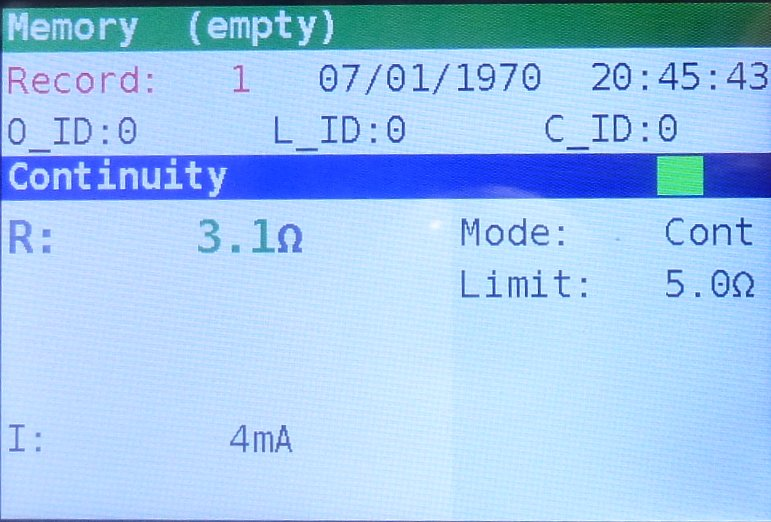 Memory (empty)
Record: 1 07/01/1970 20:45:43
O_ID:0 L_ID:0 C_ID:0
Continuity
R: 3.1Ω Mode: Cont
Limit: 5.0Ω
I: 4mA